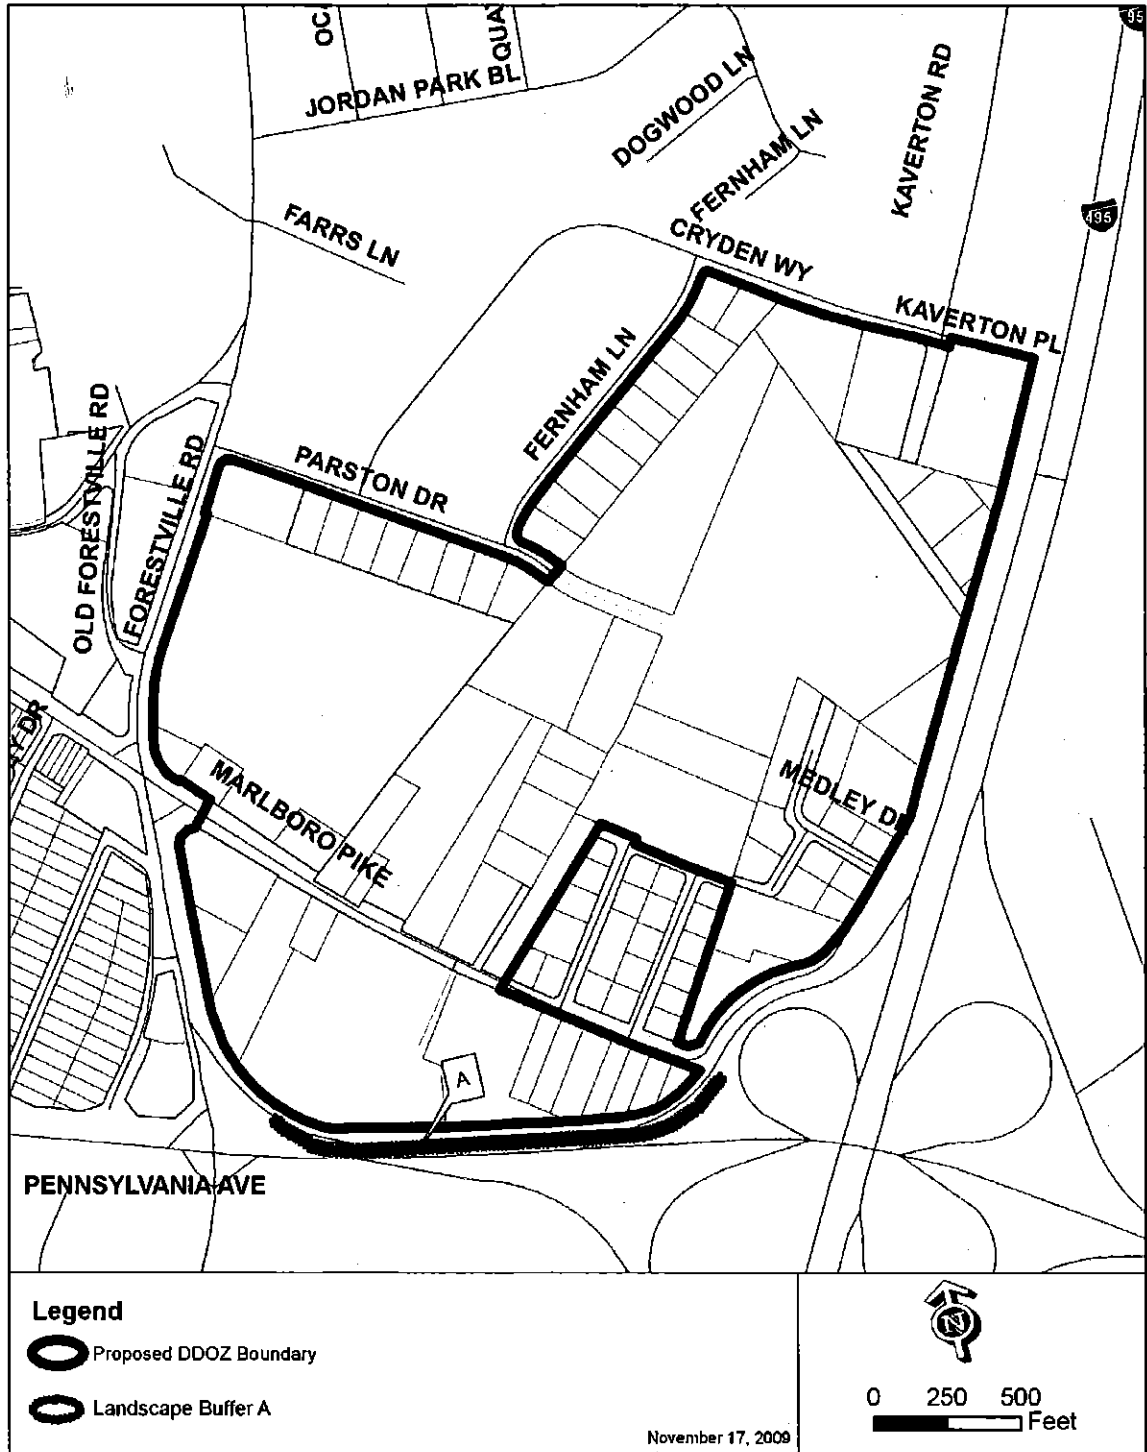 OC
QUA
95
JORDAN PARK BL
DOGWOOD LN
FERNHAM LN
KAVERTON RD
495
FARRS LN
CRYDEN WY
KAVERTON PL
FERNHAM LN
OLD FORESTVILLE RD
FORESTVILLE RD
PARSTON DR
DR
MARLBORO PIKE
MEDLEY D
A
PENNSYLVANIA AVE
Legend
Proposed DDOZ Boundary
Landscape Buffer A
November 17, 2009
N
0 250 500
Feet